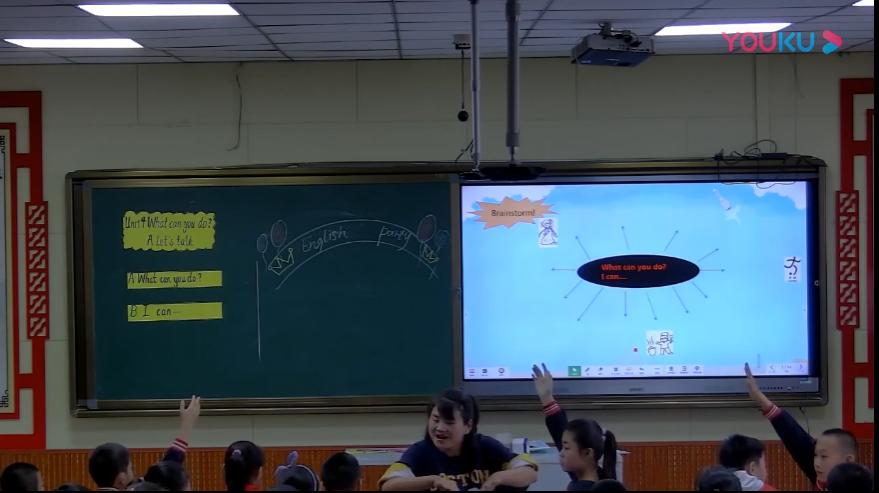 YOUKU
Unit 4 What can you do?
A Let's talk
A What can you do?
B I can...
English party
Brainstorm!
What can you do?
I can...